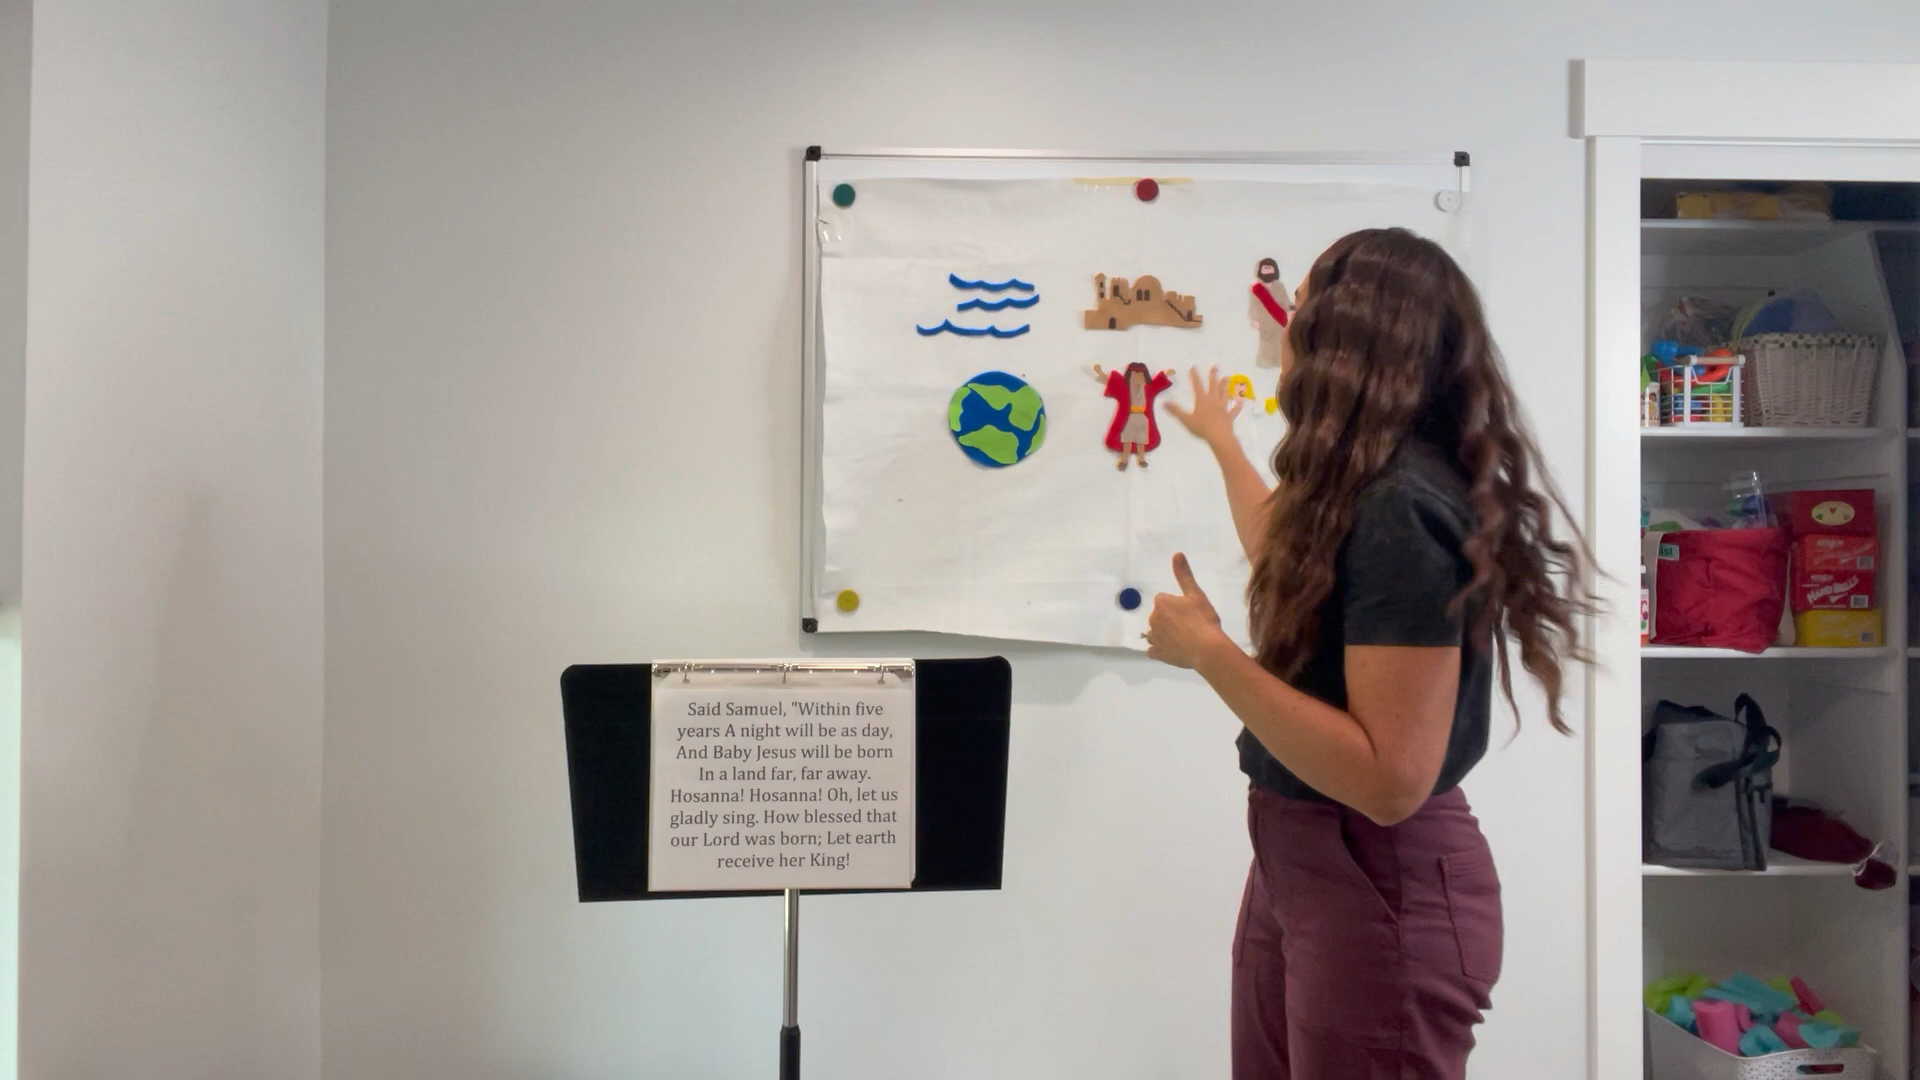 Said Samuel, "Within five
years A night will be as day,
And Baby Jesus will be born
In a land far, far away.
Hosanna! Hosanna! Oh, let us
gladly sing. How blessed that
our Lord was born; Let earth
receive her King!